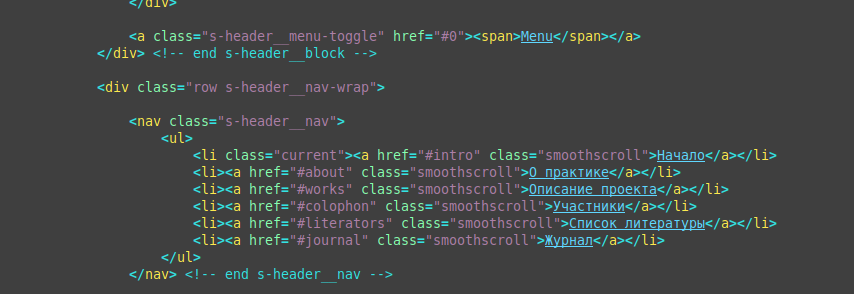 </div>
<a class="s-header__menu-toggle" href="#0"><span>Menu</span></a>
</div> <!-- end s-header__block -->
<div class="row s-header__nav-wrap">
<nav class="s-header__nav">
<ul>
<li class="current"><a href="#intro" class="smoothscroll">Начало</a></li>
<li><a href="#about" class="smoothscroll">О практике</a></li>
<li><a href="#works" class="smoothscroll">Описание проекта</a></li>
<li><a href="#colophon" class="smoothscroll">Участники</a></li>
<li><a href="#literators" class="smoothscroll">Список литературы</a></li>
<li><a href="#journal" class="smoothscroll">Журнал</a></li>
</ul>
</nav> <!-- end s-header__nav -->